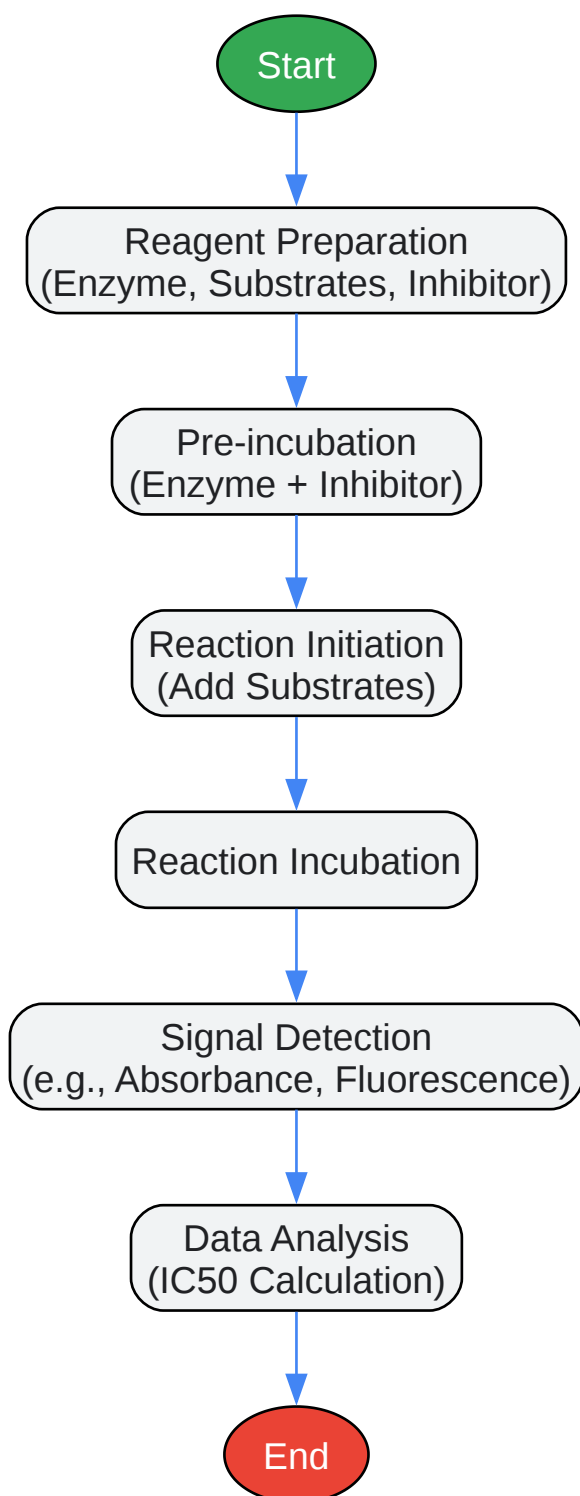 Start
Reagent Preparation
(Enzyme, Substrates, Inhibitor)
Pre-incubation
(Enzyme + Inhibitor)
Reaction Initiation
(Add Substrates)
Reaction Incubation
Signal Detection
(e.g., Absorbance, Fluorescence)
Data Analysis
(IC50 Calculation)
End